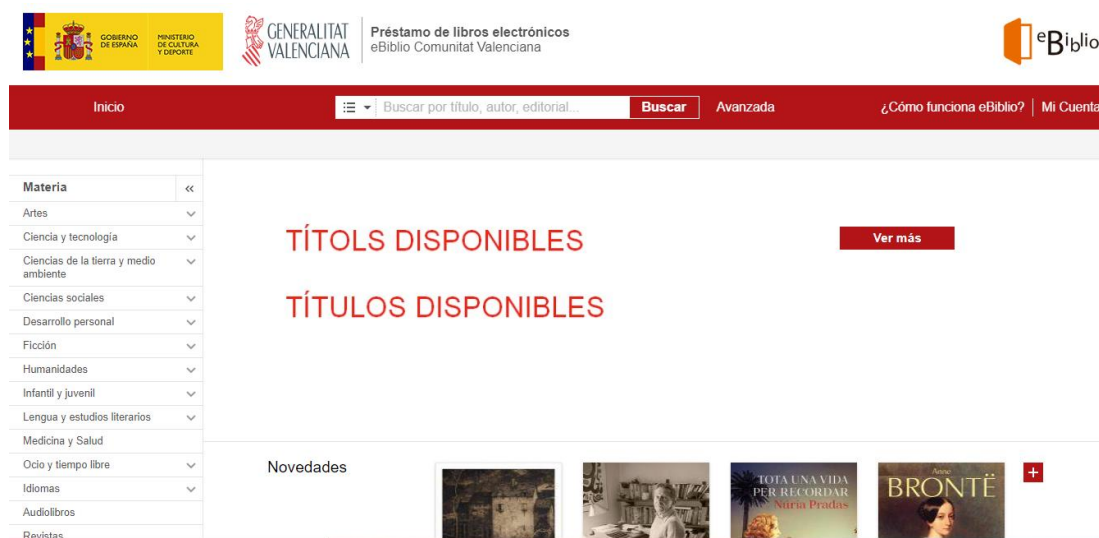 GOBIERNO
DE ESPAÑA
MINISTERIO
DE CULTURA
Y DEPORTE
GENERALITAT
VALENCIANA
Préstamo de libros electrónicos
eBiblio Comunitat Valenciana
eBiblio
Inicio
Buscar por título, autor, editorial...
Buscar
Avanzada
¿Cómo funciona eBiblio?
Mi Cuenta
Materia
Artes
Ciencia y tecnología
Ciencias de la tierra y medio
ambiente
Ciencias sociales
Desarrollo personal
Ficción
Humanidades
Infantil y juvenil
Lengua y estudios literarios
Medicina y Salud
Ocio y tiempo libre
Idiomas
Audiolibros
Revistas
TÍTOLS DISPONIBLES
Ver más
TÍTULOS DISPONIBLES
Novedades
TOTA UNA VIDA
PER RECORDAR
Núria Pradas
Anne
BRONTË